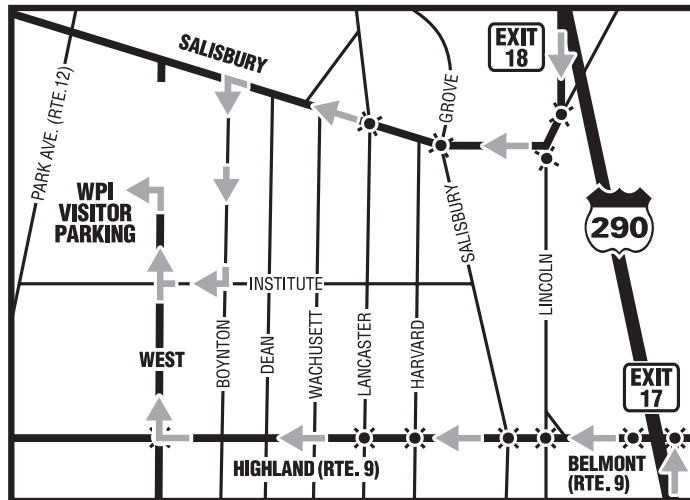 SALISBURY
EXIT
18
PARK AVE. (RTE.12)
GROVE
WPI
VISITOR
PARKING
290
SALISBURY
INSTITUTE
LINCOLN
BOYNTON
DEAN
WACHUSETT
LANCASTER
HARVARD
WEST
EXIT
17
HIGHLAND (RTE. 9)
BELMONT
(RTE. 9)